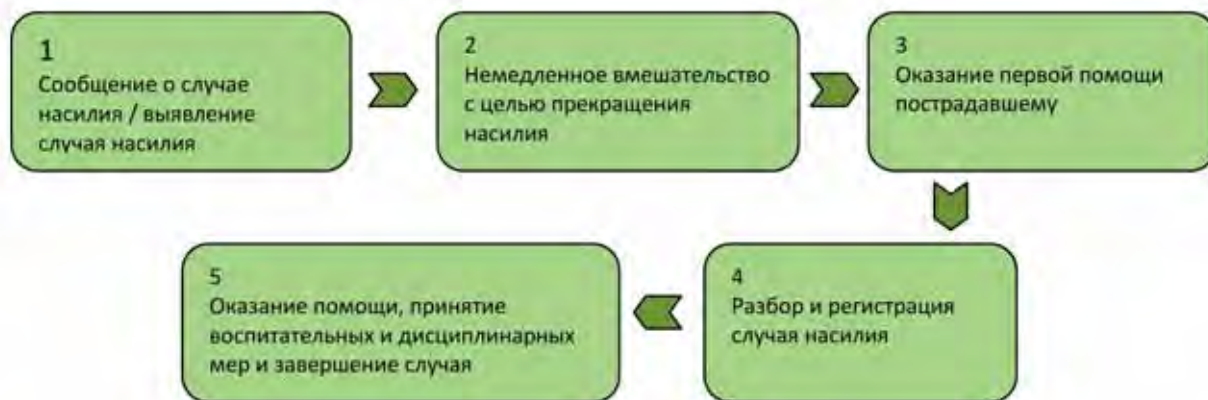 1
Сообщение о случае
насилия / выявление
случая насилия
2
Немедленное вмешательство
с целью прекращения
насилия
3
Оказание первой помощи
пострадавшему
4
Разбор и регистрация
случая насилия
5
Оказание помощи, принятие
воспитательных и дисциплинарных
мер и завершение случая